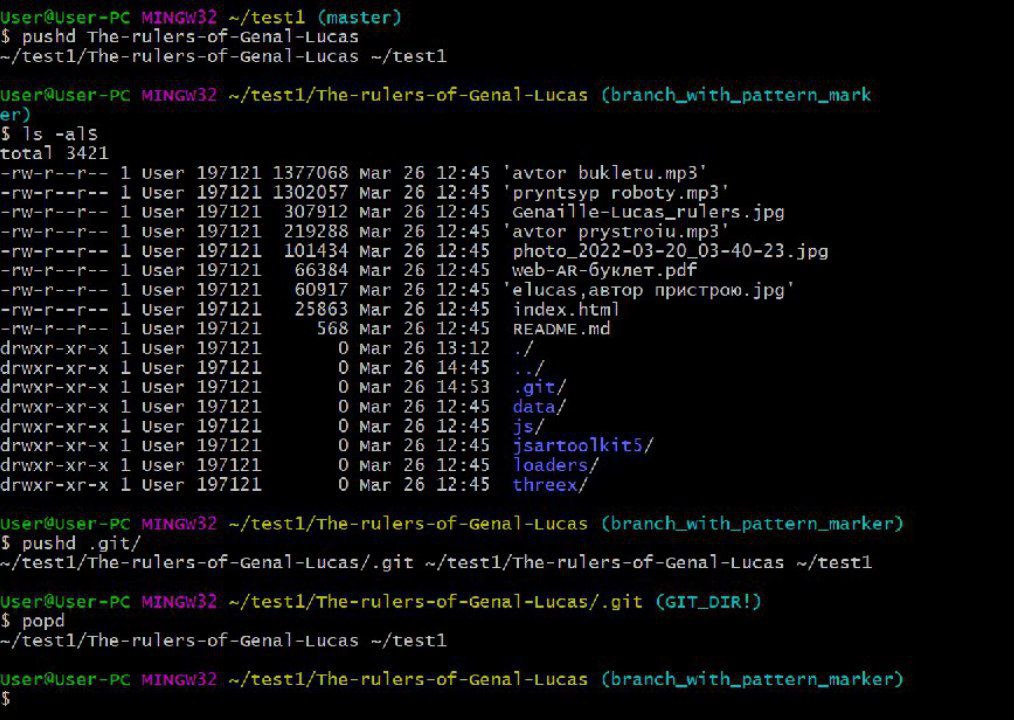 User@User-PC MINGW32 ~/test1 (master)
$ pushd The-rulers-of-Genal-Lucas
~/test1/The-rulers-of-Genal-Lucas ~/test1
User@User-PC MINGW32 ~/test1/The-rulers-of-Genal-Lucas (branch_with_pattern_mark
er)
$ ls -alS
total 3421
-rw-r--r-- 1 User 197121 1377068 Mar 26 12:45 'avtor bukletu.mp3'
-rw-r--r-- 1 User 197121 1302057 Mar 26 12:45 'pryntsyp roboty.mp3'
-rw-r--r-- 1 User 197121  307912 Mar 26 12:45  Genaille-Lucas_rulers.jpg
-rw-r--r-- 1 User 197121  219288 Mar 26 12:45 'avtor prystroiu.mp3'
-rw-r--r-- 1 User 197121  101434 Mar 26 12:45  photo_2022-03-20_03-40-23.jpg
-rw-r--r-- 1 User 197121   66384 Mar 26 12:45  web-AR-буклет.pdf
-rw-r--r-- 1 User 197121   60917 Mar 26 12:45 'elucas,автор пристрою.jpg'
-rw-r--r-- 1 User 197121   25863 Mar 26 12:45  index.html
-rw-r--r-- 1 User 197121     568 Mar 26 12:45  README.md
drwxr-xr-x 1 User 197121       0 Mar 26 13:12  ./
drwxr-xr-x 1 User 197121       0 Mar 26 14:45  ../
drwxr-xr-x 1 User 197121       0 Mar 26 14:53  .git/
drwxr-xr-x 1 User 197121       0 Mar 26 12:45  data/
drwxr-xr-x 1 User 197121       0 Mar 26 12:45  js/
drwxr-xr-x 1 User 197121       0 Mar 26 12:45  jsartoolkit5/
drwxr-xr-x 1 User 197121       0 Mar 26 12:45  loaders/
drwxr-xr-x 1 User 197121       0 Mar 26 12:45  threex/
User@User-PC MINGW32 ~/test1/The-rulers-of-Genal-Lucas (branch_with_pattern_marker)
$ pushd .git/
~/test1/The-rulers-of-Genal-Lucas/.git ~/test1/The-rulers-of-Genal-Lucas ~/test1
User@User-PC MINGW32 ~/test1/The-rulers-of-Genal-Lucas/.git (GIT_DIR!)
$ popd
~/test1/The-rulers-of-Genal-Lucas ~/test1
User@User-PC MINGW32 ~/test1/The-rulers-of-Genal-Lucas (branch_with_pattern_marker)
$